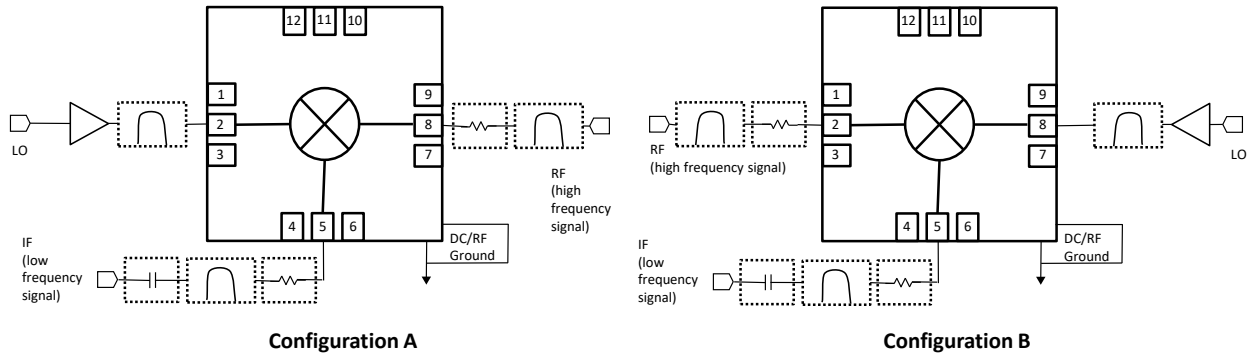 12 11 10
1
2
3
9
8
7
4 5 6
LO
RF
(high
frequency
signal)
IF
(low
frequency
signal)
DC/RF
Ground
Configuration A
12 11 10
1
2
3
9
8
7
4 5 6
RF
(high frequency signal)
LO
IF
(low
frequency
signal)
DC/RF
Ground
Configuration B